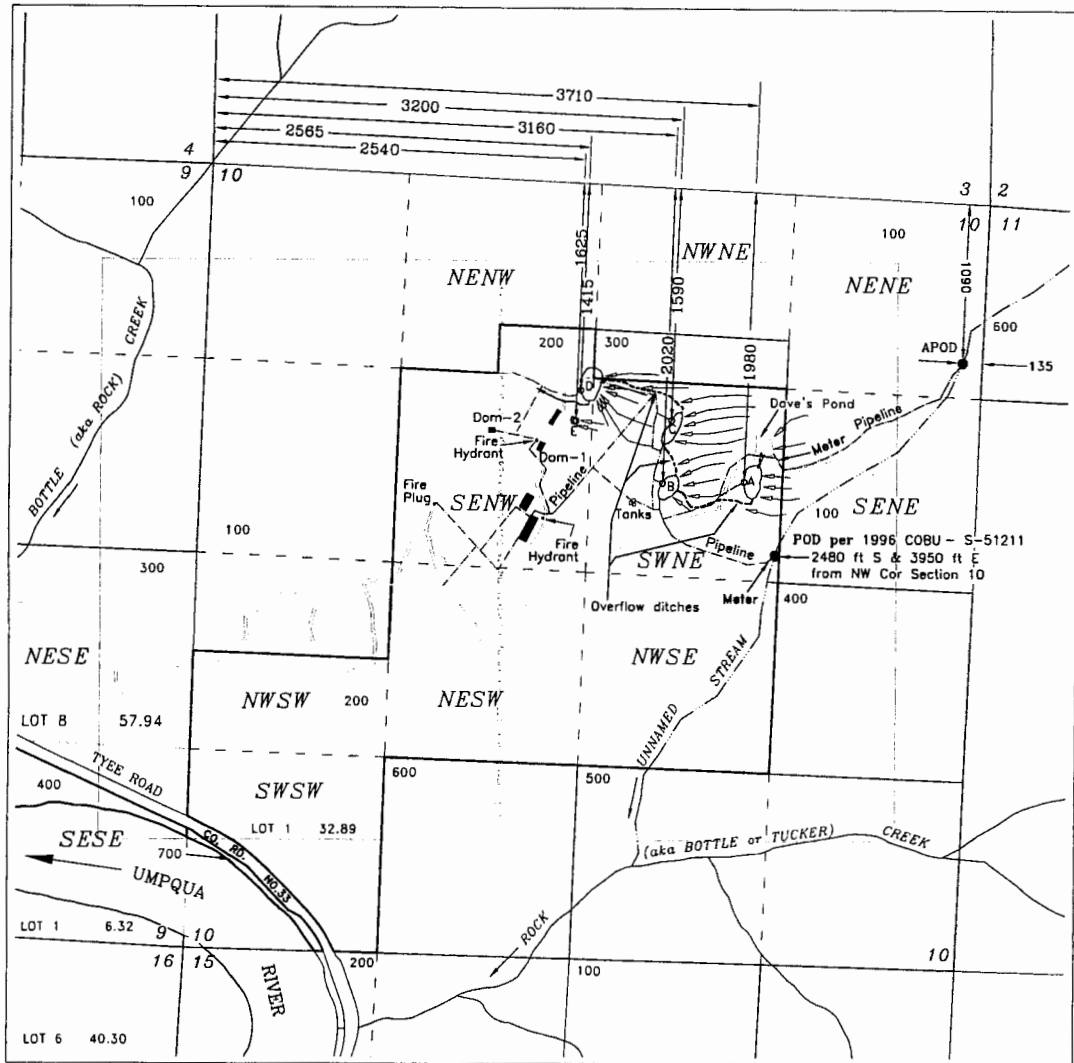 3710
3200
3160
2565
2540
4
9 10
3 2
10 11
100
NENW
NWNE
100
NENE
1625
1415
1590
2020
1980
1090
600
APOD
135
BOTTLE (aka ROCK) CREEK
200 300
D
Dave's Pond
Meter Pipeline
Dom-2
E
Fire
Hydrant
Dom-1
Pipeline
B
A
Fire
Plug
SENW
Tanks
100
SENE
100
300
Fire
Hydrant
Pipeline
SWNE
POD per 1996 COBU - S-51211
2480 ft S & 3950 ft E
from NW Cor Section 10
Meter
400
Overflow ditches
NESE
NWSW
200
NESW
NWSE
UNNAMED STREAM
LOT 8 57.94
TYEE ROAD
CO. RD. NO.33
400
SWSW
600
500
LOT 1 32.89
SESE
700
UMPQUA
RIVER
(aka BOTTLE or TUCKER) CREEK
ROCK
LOT 1 6.32
9 10
16 15
200
100
10
LOT 6 40.30